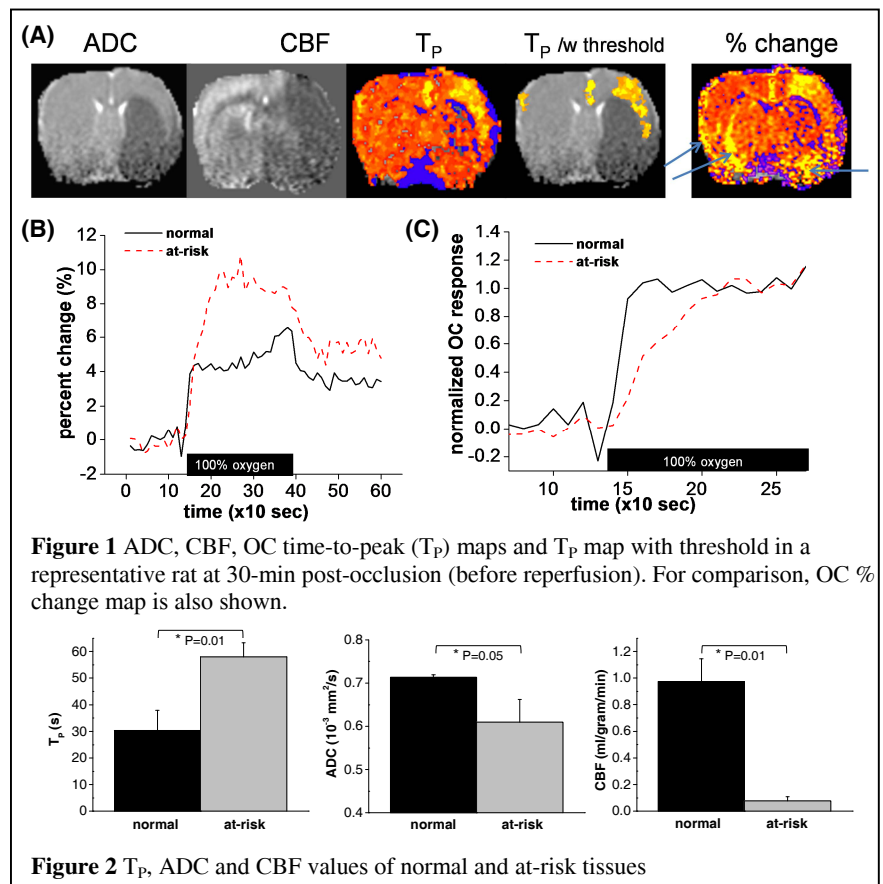 (A)
ADC CBF TP TP /w threshold % change
(B)
normal
at-risk
percent change (%)
12
10
8
6
4
2
0
-2
100% oxygen
0 10 20 30 40 50 60
time (x10 sec)
(C)
normal
at-risk
normalized OC response
1.4
1.2
1.0
0.8
0.6
0.4
0.2
0.0
-0.2
100% oxygen
10 15 20 25
time (x10 sec)
Figure 1 ADC, CBF, OC time-to-peak (TP) maps and TP map with threshold in a
representative rat at 30-min post-occlusion (before reperfusion). For comparison, OC %
change map is also shown.
* P=0.01
TP (s)
60
50
40
30
20
10
0
normal at-risk
* P=0.05
ADC (10-3 mm2/s)
0.8
0.7
0.6
0.5
0.4
normal at-risk
* P=0.01
CBF (ml/gram/min)
1.2
1.0
0.8
0.6
0.4
0.2
0.0
normal at-risk
Figure 2 TP, ADC and CBF values of normal and at-risk tissues